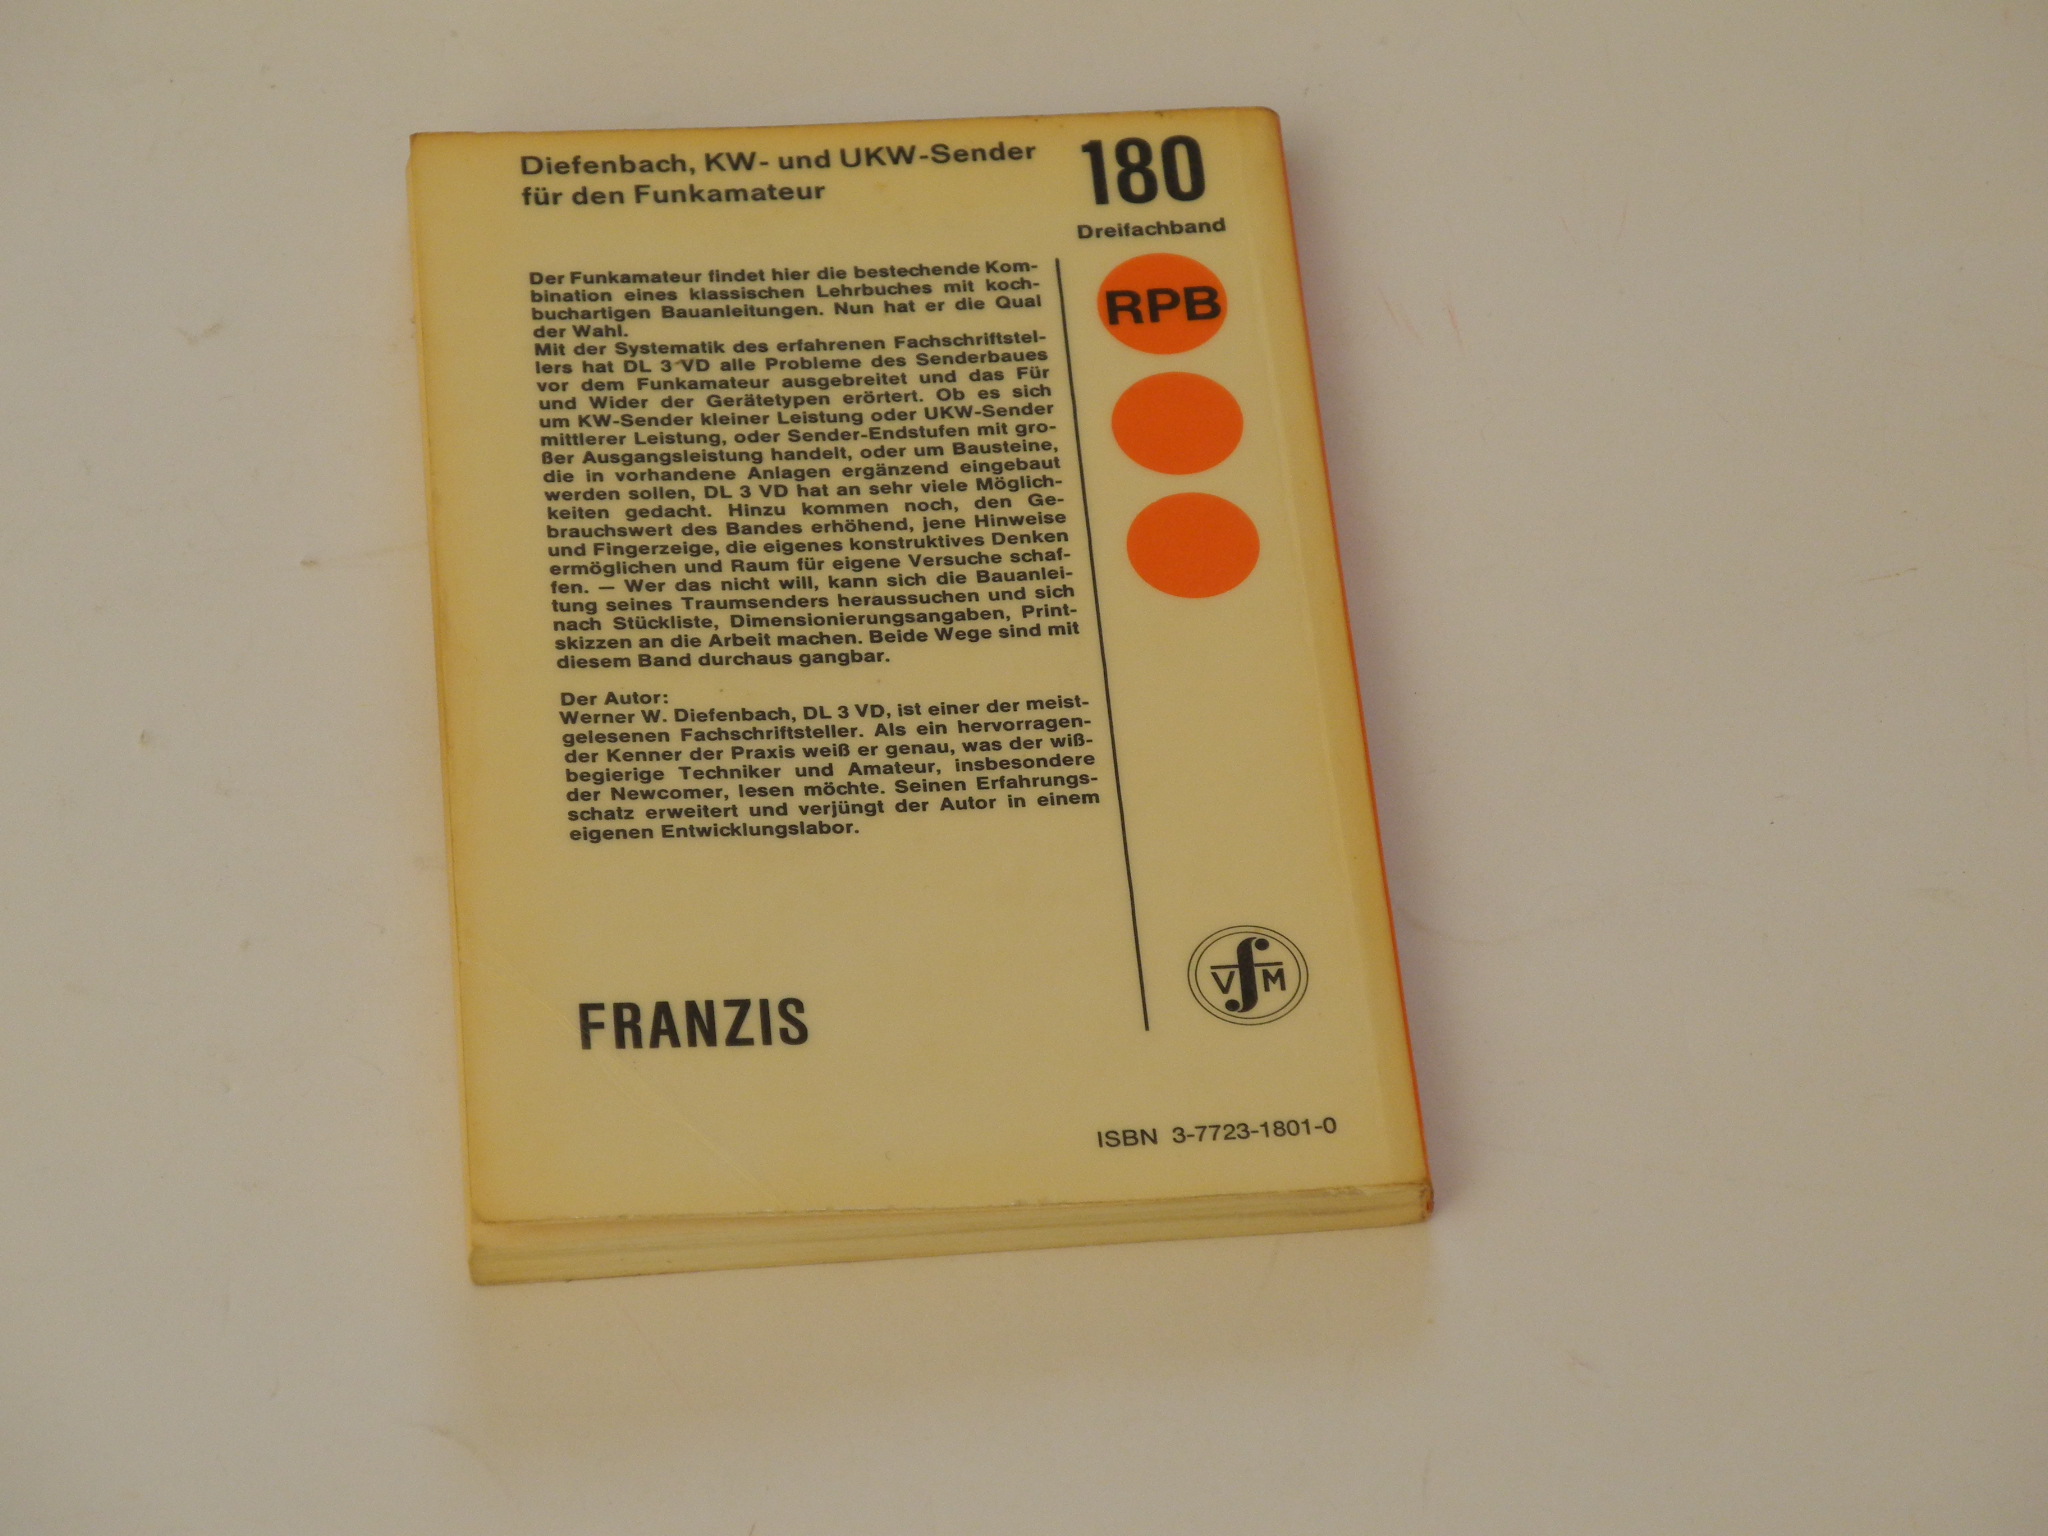 Diefenbach, KW- und UKW-Sender
für den Funkamateur
180
Dreifachband
RPB
Der Funkamateur findet hier die bestechende Kom-
bination eines klassischen Lehrbuches mit koch-
buchartigen Bauanleitungen. Nun hat er die Qual
der Wahl.
Mit der Systematik des erfahrenen Fachschriftstel-
lers hat DL 3 VD alle Probleme des Senderbaues
vor dem Funkamateur ausgebreitet und das Für
und Wider der Gerätetypen erörtert. Ob es sich
um KW-Sender kleiner Leistung oder UKW-Sender
mittlerer Leistung, oder Sender-Endstufen mit gro-
ßer Ausgangsleistung handelt, oder um Bausteine,
die in vorhandene Anlagen ergänzend eingebaut
werden sollen, DL 3 VD hat an sehr viele Möglich-
keiten gedacht. Hinzu kommen noch, den Ge-
brauchswert des Bandes erhöhend, jene Hinweise
und Fingerzeige, die eigenes konstruktives Denken
ermöglichen und Raum für eigene Versuche schaf-
fen. — Wer das nicht will, kann sich die Bauanlei-
tung seines Traumsenders heraussuchen und sich
nach Stückliste, Dimensionierungsangaben, Print-
skizzen an die Arbeit machen. Beide Wege sind mit
diesem Band durchaus gangbar.
Der Autor:
Werner W. Diefenbach, DL 3 VD, ist einer der meist-
gelesenen Fachschriftsteller. Als ein hervorragen-
der Kenner der Praxis weiß er genau, was der wiß-
begierige Techniker und Amateur, insbesondere
der Newcomer, lesen möchte. Seinen Erfahrungs-
schatz erweitert und verjüngt der Autor in einem
eigenen Entwicklungslabor.
VfM
FRANZIS
ISBN 3-7723-1801-0